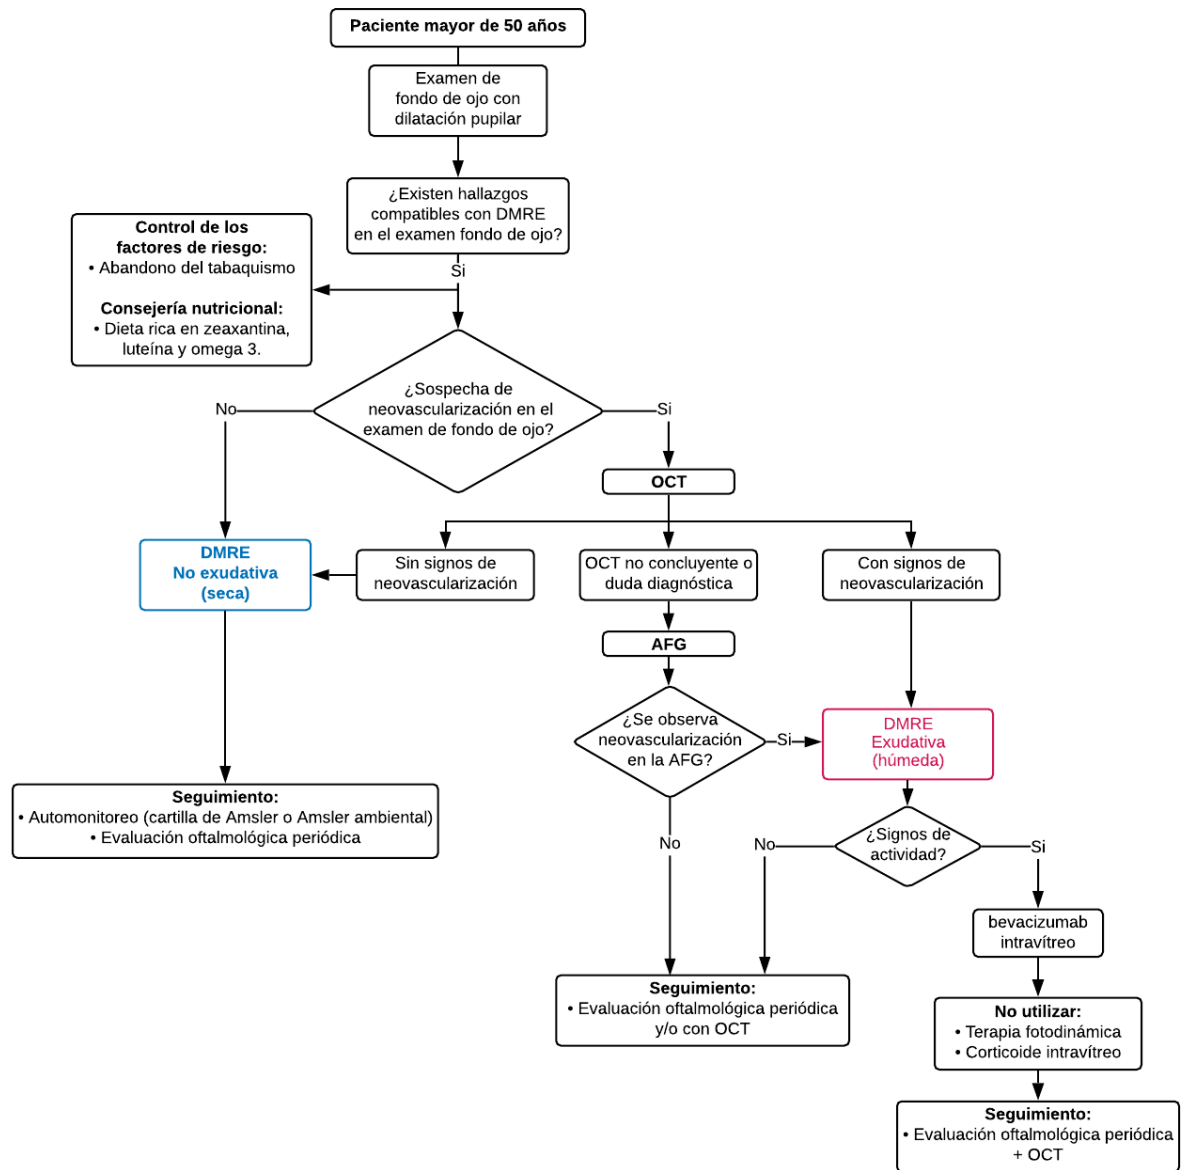 Paciente mayor de 50 años
Examen de
fondo de ojo con
dilatación pupilar
¿Existen hallazgos
compatibles con DMRE
en el examen fondo de ojo?
Si
Control de los
factores de riesgo:
• Abandono del tabaquismo
Consejería nutricional:
• Dieta rica en zeaxantina,
luteína y omega 3.
¿Sospecha de
neovascularización en el
examen de fondo de ojo?
No
Si
OCT
DMRE
No exudativa
(seca)
Sin signos de
neovascularización
OCT no concluyente o
duda diagnóstica
Con signos de
neovascularización
AFG
¿Se observa
neovascularización
en la AFG?
Si
DMRE
Exudativa
(húmeda)
Seguimiento:
• Automonitoreo (cartilla de Amsler o Amsler ambiental)
• Evaluación oftalmológica periódica
No
No
¿Signos de
actividad?
Si
bevacizumab
intravítreo
Seguimiento:
• Evaluación oftalmológica periódica
y/o con OCT
No utilizar:
• Terapia fotodinámica
• Corticoide intravítreo
Seguimiento:
• Evaluación oftalmológica periódica
+ OCT